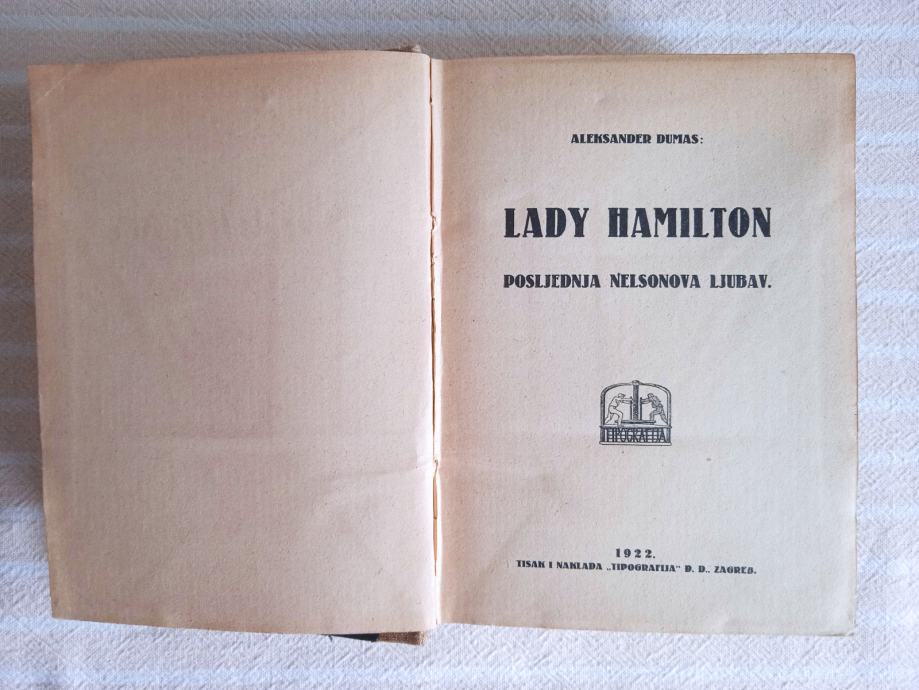 ALEKSANDER DUMAS:
LADY HAMILTON
POSLJEDNJA NELSONOVA LJUBAV.
TIPOGRAFIJA
1922.
TISAK I NAKLADA „TIPOGRAFIJA" D. D., ZAGREB.